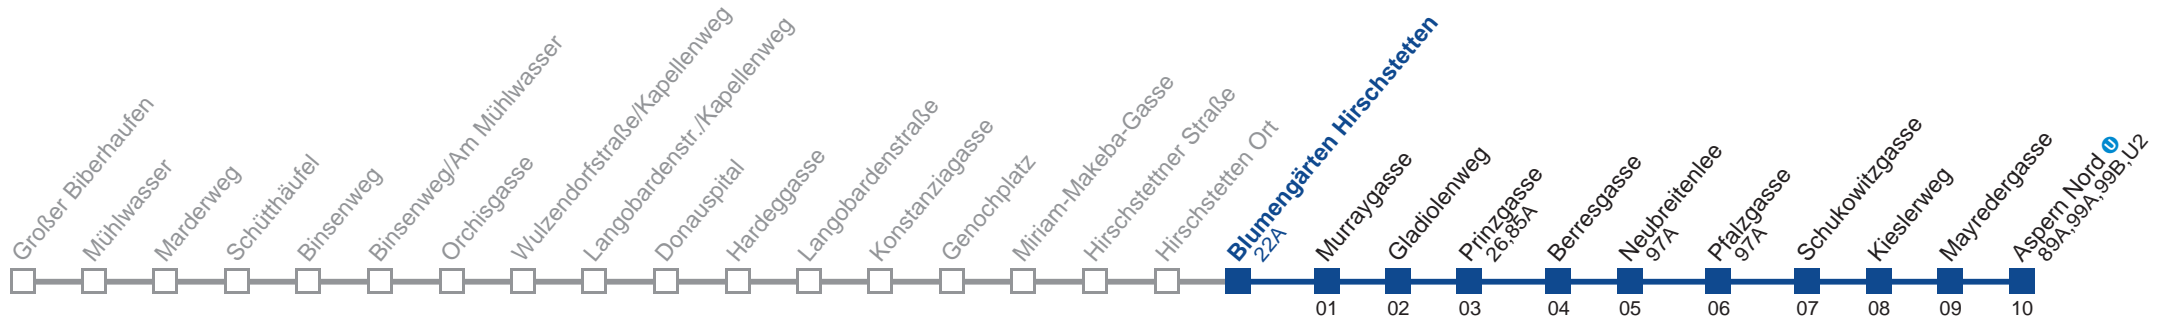 Großer Biberhaufen
Mühlwasser
Marderweg
Schütthäufel
Binsenweg
Binsenweg/Am Mühlwasser
Orchisgasse
Wulzendorfstraße/Kapellenweg
Langobardenstr./Kapellenweg
Donauspital
Hardeggasse
Langobardenstraße
Konstanziagasse
Genochplatz
Miriam-Makeba-Gasse
Hirschstettner Straße
Hirschstetten Ort
Blumengärten Hirschstetten
22A
Murraygasse
Gladiolenweg
Prinzgasse
26,85A
Berresgasse
Neubreitenlee
97A
Pfalzgasse
97A
Schukowitzgasse
Kieslerweg
Mayredergasse
Aspern Nord U
89A,99A,99B,U2
01 02 03 04 05 06 07 08 09 10